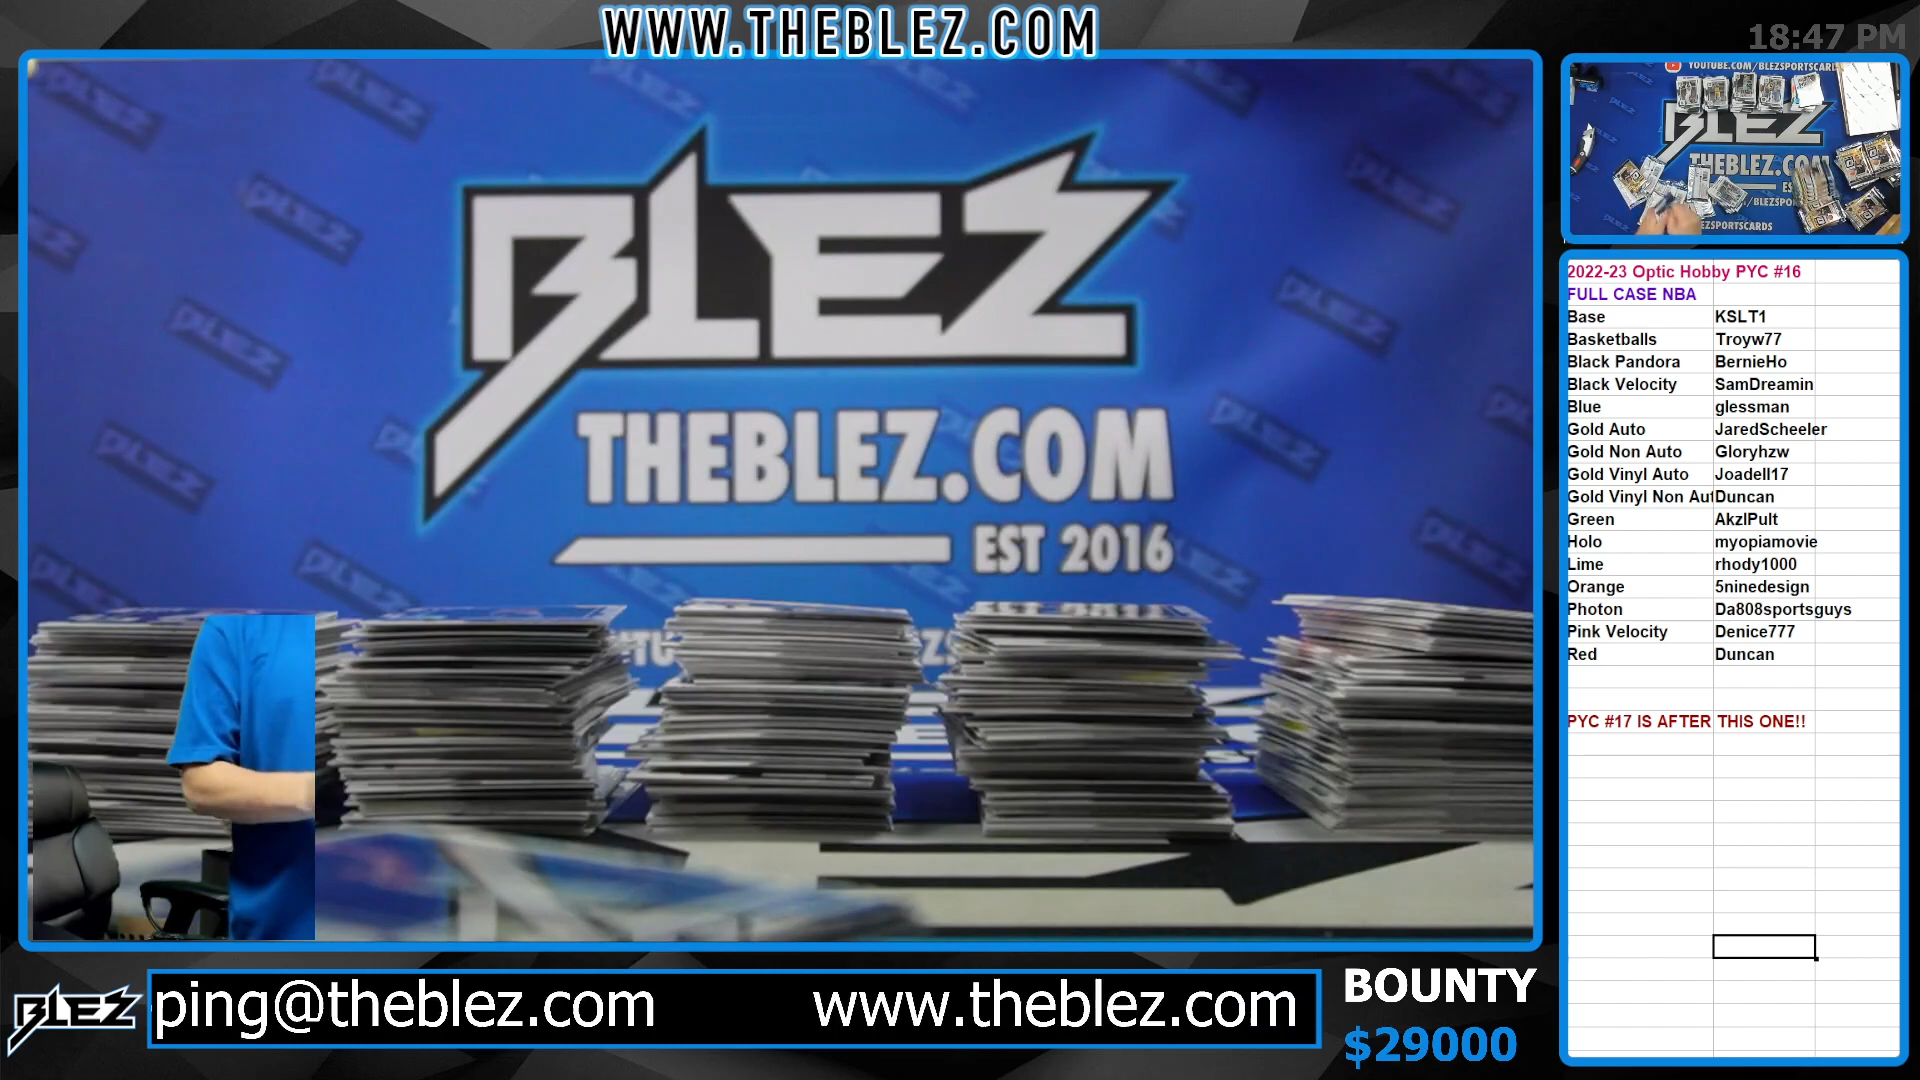 WWW.THEBLEZ.COM
18:47 PM
BLEZ
THEBLEZ.COM
EST 2016
YOUTUBE.COM/BLEZSPORTSCARDS
BLEZ
THEBLEZ.COM
2022-23 Optic Hobby PYC #16
FULL CASE NBA
Base KSLT1
Basketballs Troyw77
Black Pandora BernieHo
Black Velocity SamDreamin
Blue glessman
Gold Auto JaredScheeler
Gold Non Auto Gloryhzw
Gold Vinyl Auto Joadell17
Gold Vinyl Non Aut Duncan
Green AkzlPult
Holo myopiamovie
Lime rhody1000
Orange 5ninedesign
Photon Da808sportsguys
Pink Velocity Denice777
Red Duncan
PYC #17 IS AFTER THIS ONE!!
BLEZ
ping@theblez.com www.theblez.com
BOUNTY
$29000